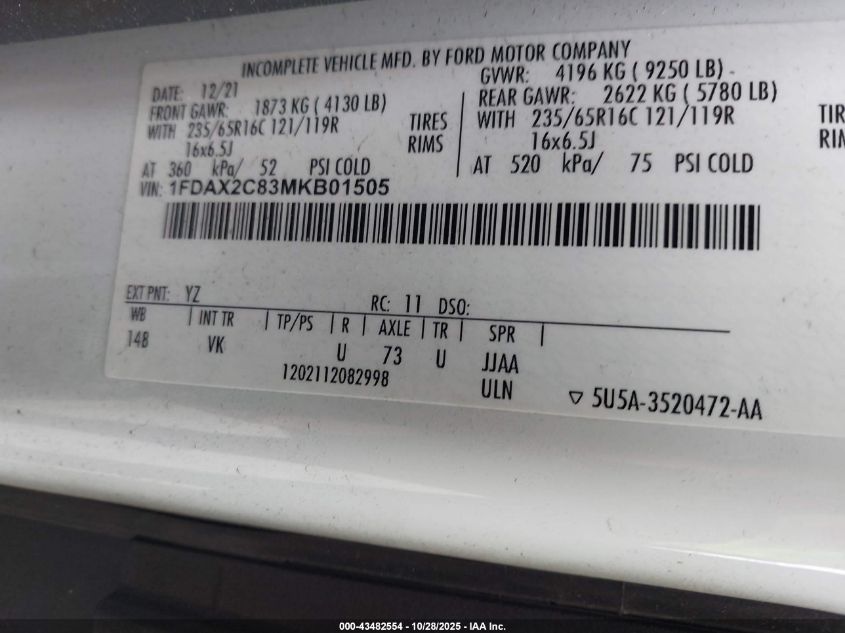 INCOMPLETE VEHICLE MFD. BY FORD MOTOR COMPANY
DATE: 12/21 GVWR: 4196 KG ( 9250 LB)
FRONT GAWR: 1873 KG ( 4130 LB) REAR GAWR: 2622 KG ( 5780 LB)
WITH 235/65R16C 121/119R TIRES WITH 235/65R16C 121/119R TIR
16x6.5J RIMS 16x6.5J RIM
AT 360 kPa/ 52 PSI COLD AT 520 kPa/ 75 PSI COLD
VIN: 1FDAX2C83MKB01505
EXT PNT: YZ RC: 11 DSO:
WB INT TR TP/PS R AXLE TR SPR
148 VK U 73 U JJAA
1202112082998 ULN
5U5A-3520472-AA
000-43482554 - 10/28/2025 - IAA Inc.